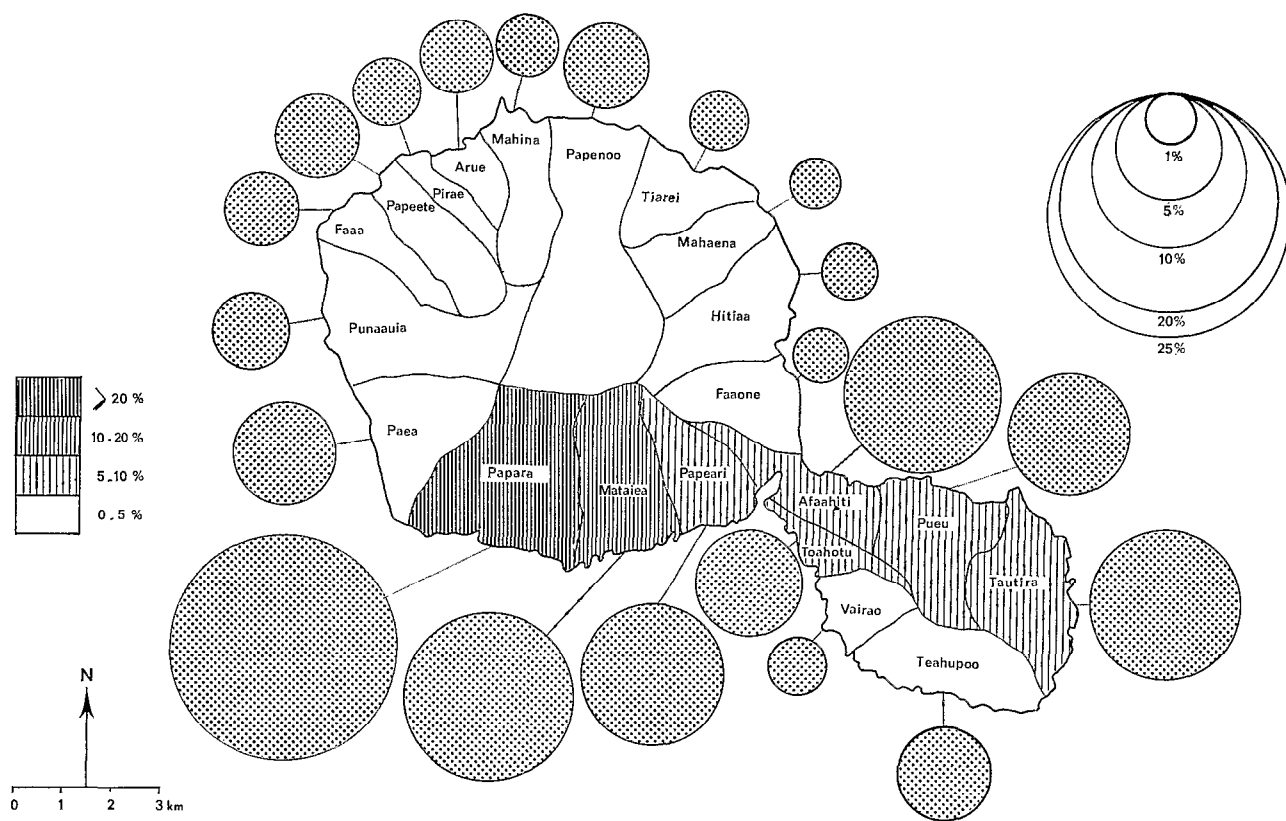 Mahina
Papenoo
Arue
Pirae
Tiarei
Papeete
Faaa
Mahaena
Punaauia
Hitiaa
Faaone
Paea
Papara
Mataiea
Papeari
Afaahiti
Pueu
Toahotu
Tautira
Vairao
Teahupoo
1%
5%
10%
20%
25%
> 20 %
10.20 %
5.10 %
0.5 %
N
0 1 2 3 km